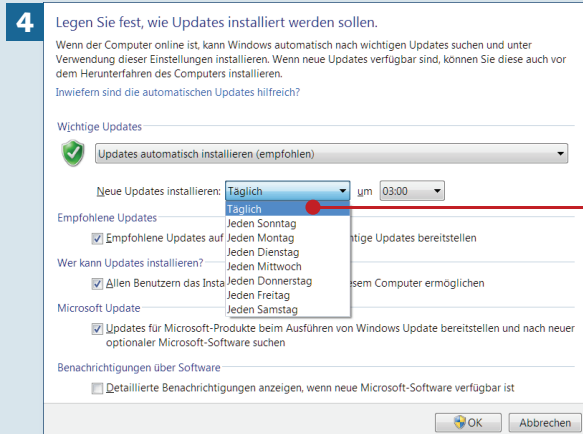 4
Legen Sie fest, wie Updates installiert werden sollen.
Wenn der Computer online ist, kann Windows automatisch nach wichtigen Updates suchen und unter
Verwendung dieser Einstellungen installieren. Wenn neue Updates verfügbar sind, können Sie diese auch vor
dem Herunterfahren des Computers installieren.
Inwiefern sind die automatischen Updates hilfreich?
Wichtige Updates
Updates automatisch installieren (empfohlen)
Neue Updates installieren: Täglich um 03:00
Täglich
Jeden Sonntag
Jeden Montag
Jeden Dienstag
Jeden Mittwoch
Jeden Donnerstag
Jeden Freitag
Jeden Samstag
Empfohlene Updates
Empfohlene Updates auf htige Updates bereitstellen
Wer kann Updates installieren?
Allen Benutzern das Insta esem Computer ermöglichen
Microsoft Update
Updates für Microsoft-Produkte beim Ausführen von Windows Update bereitstellen und nach neuer
optionaler Microsoft-Software suchen
Benachrichtigungen über Software
Detaillierte Benachrichtigungen anzeigen, wenn neue Microsoft-Software verfügbar ist
OK Abbrechen